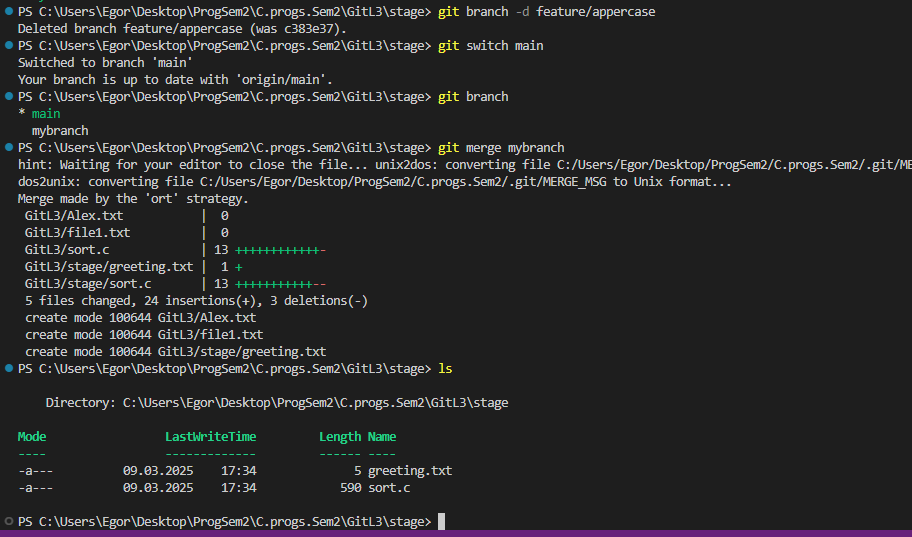 PS C:\Users\Egor\Desktop\ProgSem2\C.progs.Sem2\GitL3\stage> git branch -d feature/appercase
Deleted branch feature/appercase (was c383e37).
PS C:\Users\Egor\Desktop\ProgSem2\C.progs.Sem2\GitL3\stage> git switch main
Switched to branch 'main'
Your branch is up to date with 'origin/main'.
PS C:\Users\Egor\Desktop\ProgSem2\C.progs.Sem2\GitL3\stage> git branch
* main
  mybranch
PS C:\Users\Egor\Desktop\ProgSem2\C.progs.Sem2\GitL3\stage> git merge mybranch
hint: Waiting for your editor to close the file... unix2dos: converting file C:/Users/Egor/Desktop/ProgSem2/C.progs.Sem2/.git/ME
dos2unix: converting file C:/Users/Egor/Desktop/ProgSem2/C.progs.Sem2/.git/MERGE_MSG to Unix format...
Merge made by the 'ort' strategy.
 GitL3/Alex.txt           |  0
 GitL3/file1.txt          |  0
 GitL3/sort.c             | 13 ++++++++++++-
 GitL3/stage/greeting.txt |  1 +
 GitL3/stage/sort.c       | 13 +++++++++++--
 5 files changed, 24 insertions(+), 3 deletions(-)
 create mode 100644 GitL3/Alex.txt
 create mode 100644 GitL3/file1.txt
 create mode 100644 GitL3/stage/greeting.txt
PS C:\Users\Egor\Desktop\ProgSem2\C.progs.Sem2\GitL3\stage> ls
Directory: C:\Users\Egor\Desktop\ProgSem2\C.progs.Sem2\GitL3\stage
Mode                 LastWriteTime         Length Name
----                 -------------         ------ ----
-a---          09.03.2025    17:34              5 greeting.txt
-a---          09.03.2025    17:34            590 sort.c
PS C:\Users\Egor\Desktop\ProgSem2\C.progs.Sem2\GitL3\stage>